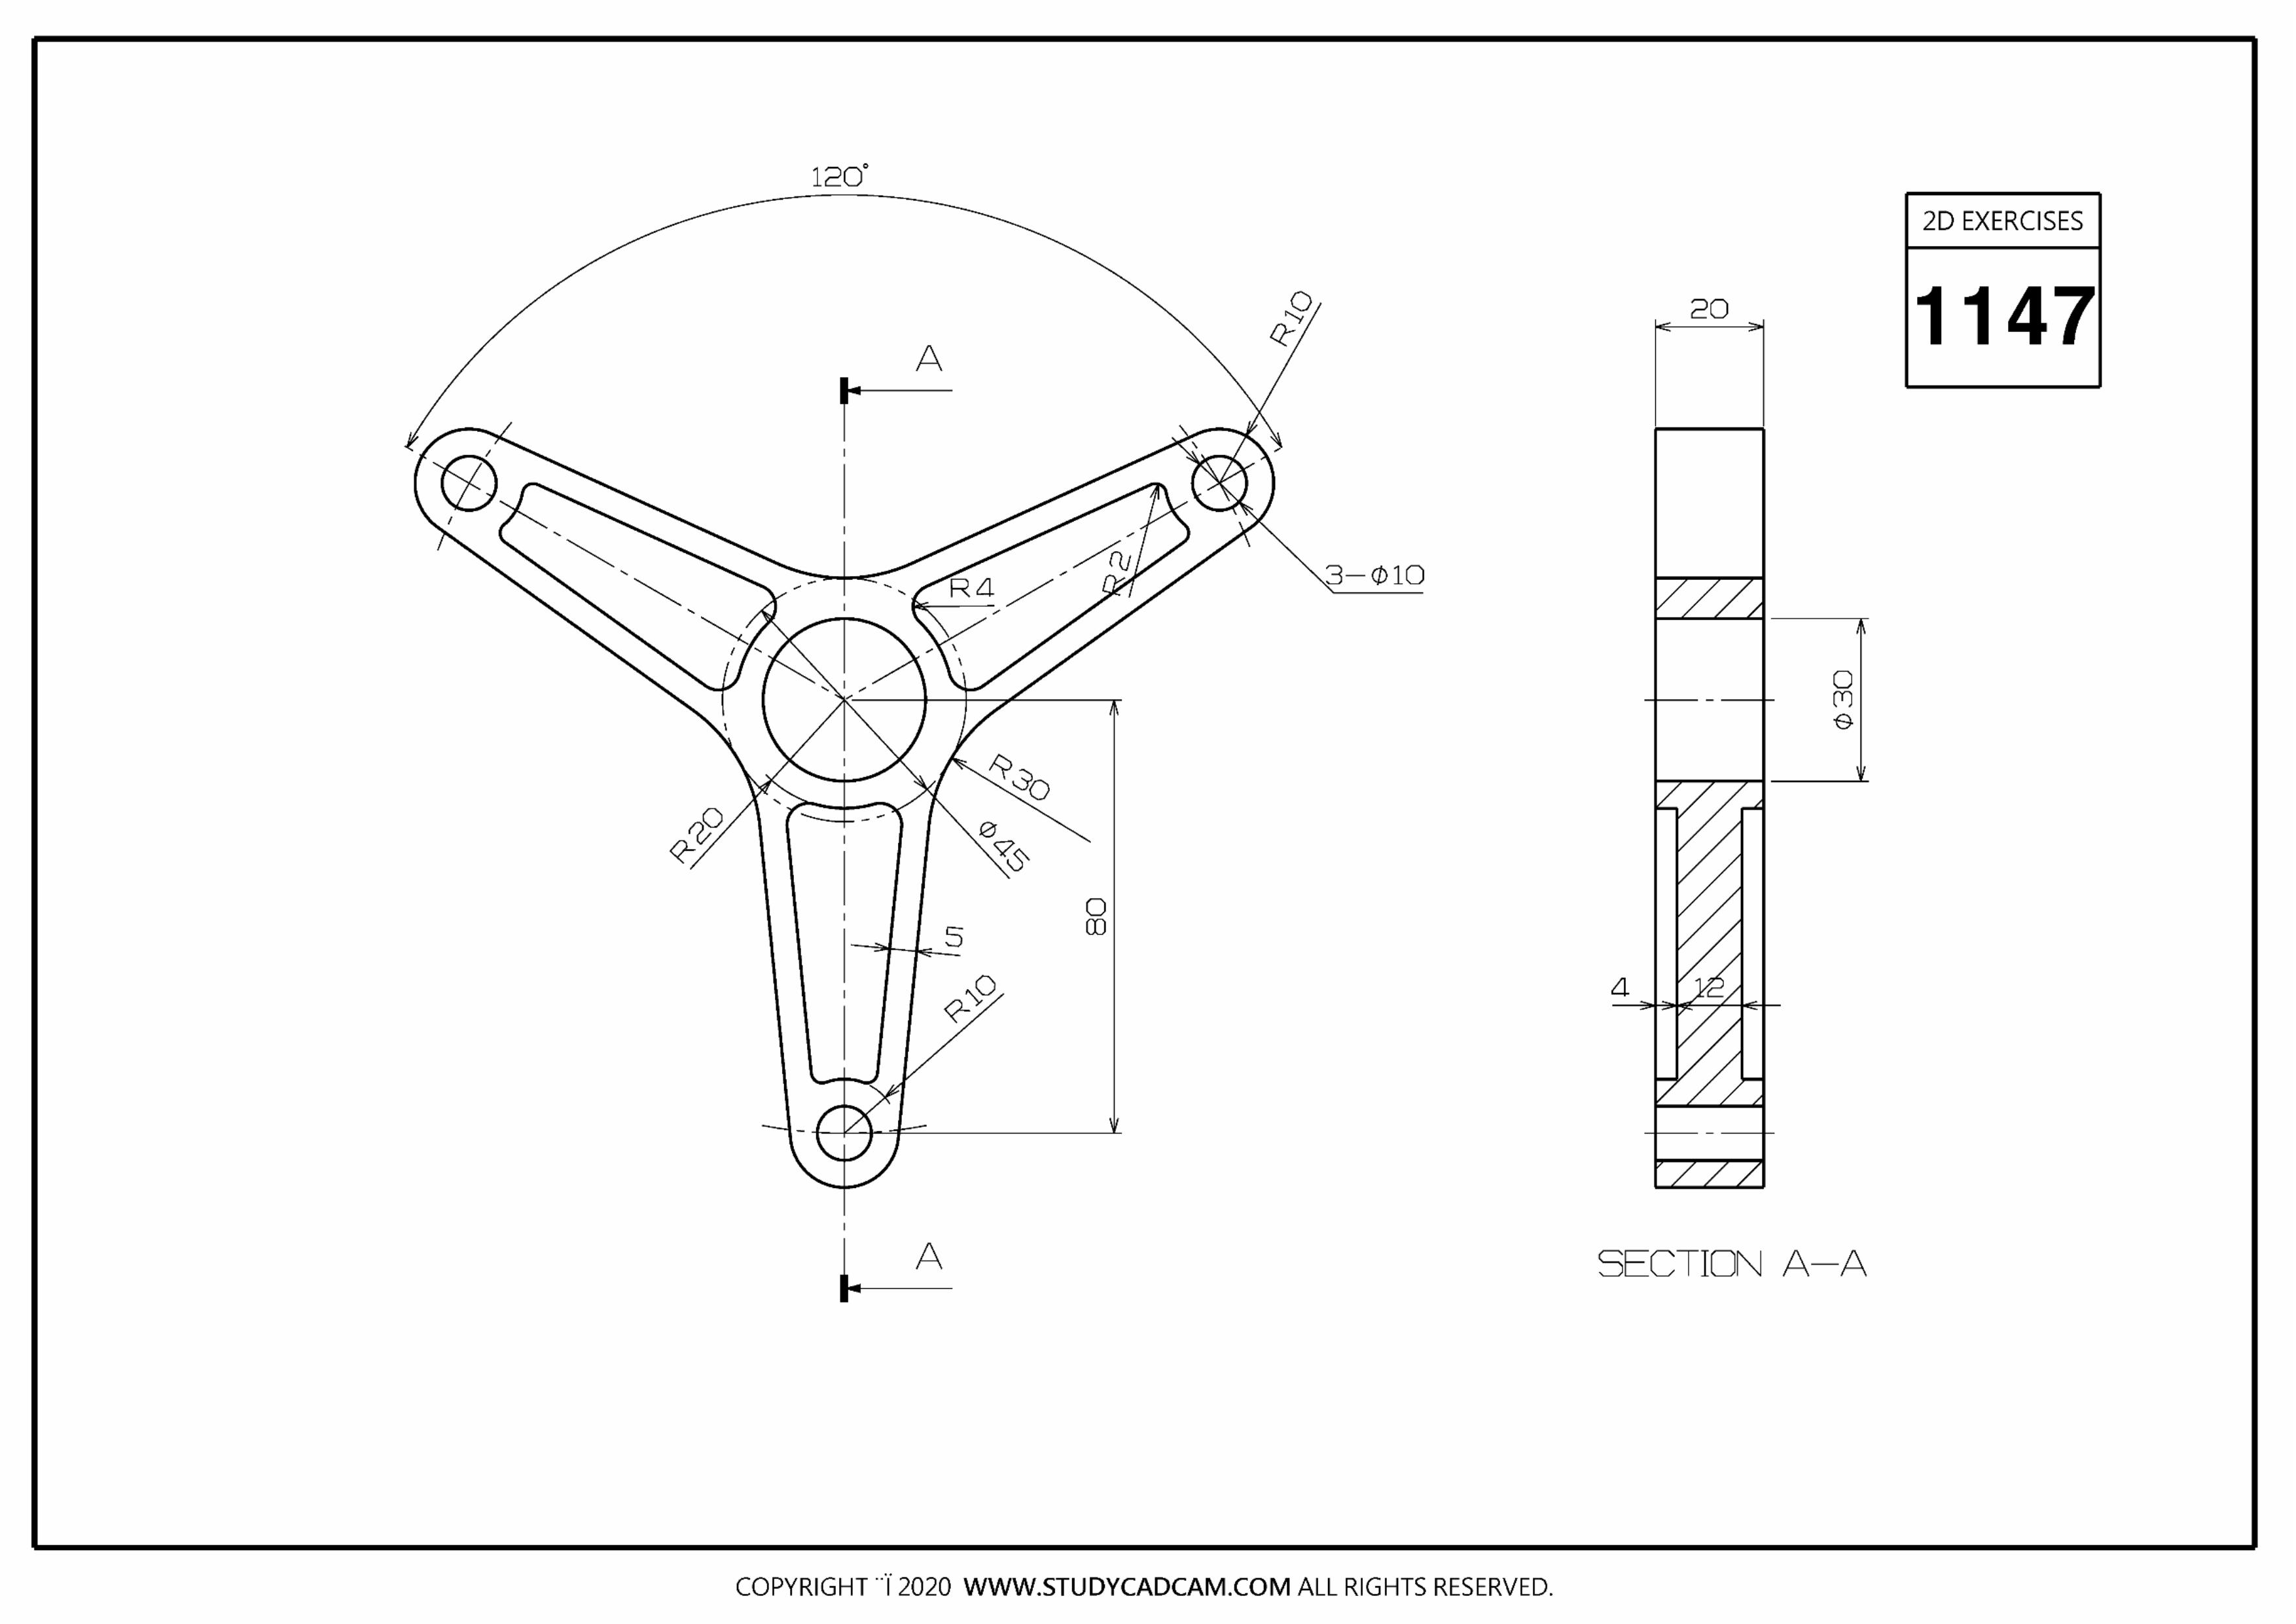 120°
2D EXERCISES
1147
R10
20
A
3-ϕ10
R2
R4
ϕ30
R30
R20
ϕ45
80
5
R10
4
12
A
SECTION A-A
COPYRIGHT ¨Ï 2020 WWW.STUDYCADCAM.COM ALL RIGHTS RESERVED.